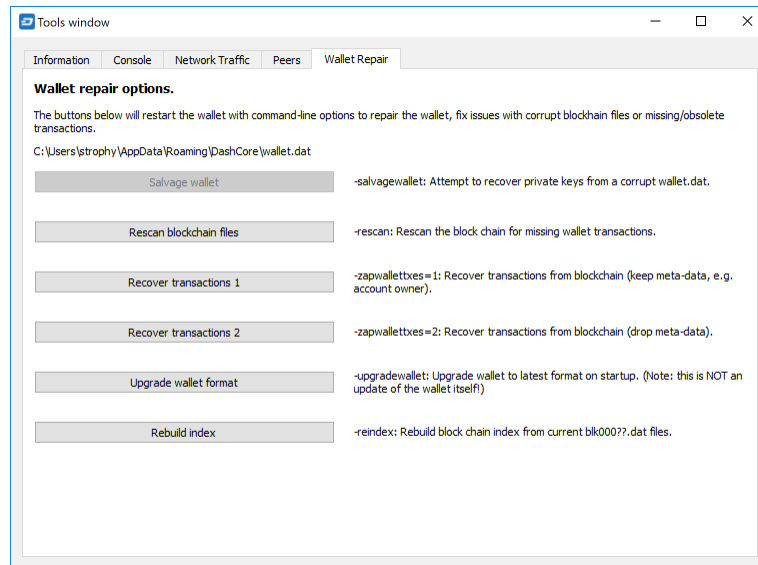 Tools window
Information Console Network Traffic Peers Wallet Repair
Wallet repair options.
The buttons below will restart the wallet with command-line options to repair the wallet, fix issues with corrupt blockhain files or missing/obsolete
transactions.
C:\Users\strophy\AppData\Roaming\DashCore\wallet.dat
Salvage wallet -salvagewallet: Attempt to recover private keys from a corrupt wallet.dat.
Rescan blockchain files -rescan: Rescan the block chain for missing wallet transactions.
Recover transactions 1 -zapwallettxes=1: Recover transactions from blockchain (keep meta-data, e.g.
account owner).
Recover transactions 2 -zapwallettxes=2: Recover transactions from blockchain (drop meta-data).
Upgrade wallet format -upgradewallet: Upgrade wallet to latest format on startup. (Note: this is NOT an
update of the wallet itself!)
Rebuild index -reindex: Rebuild block chain index from current blk000??.dat files.